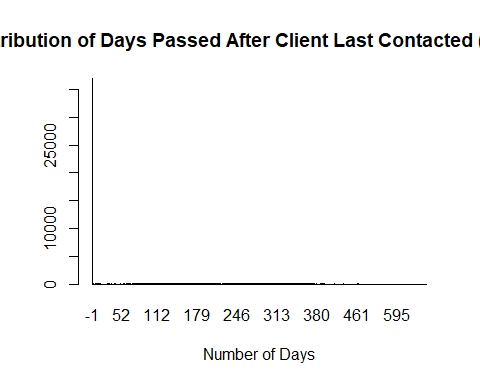 ribution of Days Passed After Client Last Contacted (
25000
10000
0
-1 52 112 179 246 313 380 461 595
Number of Days